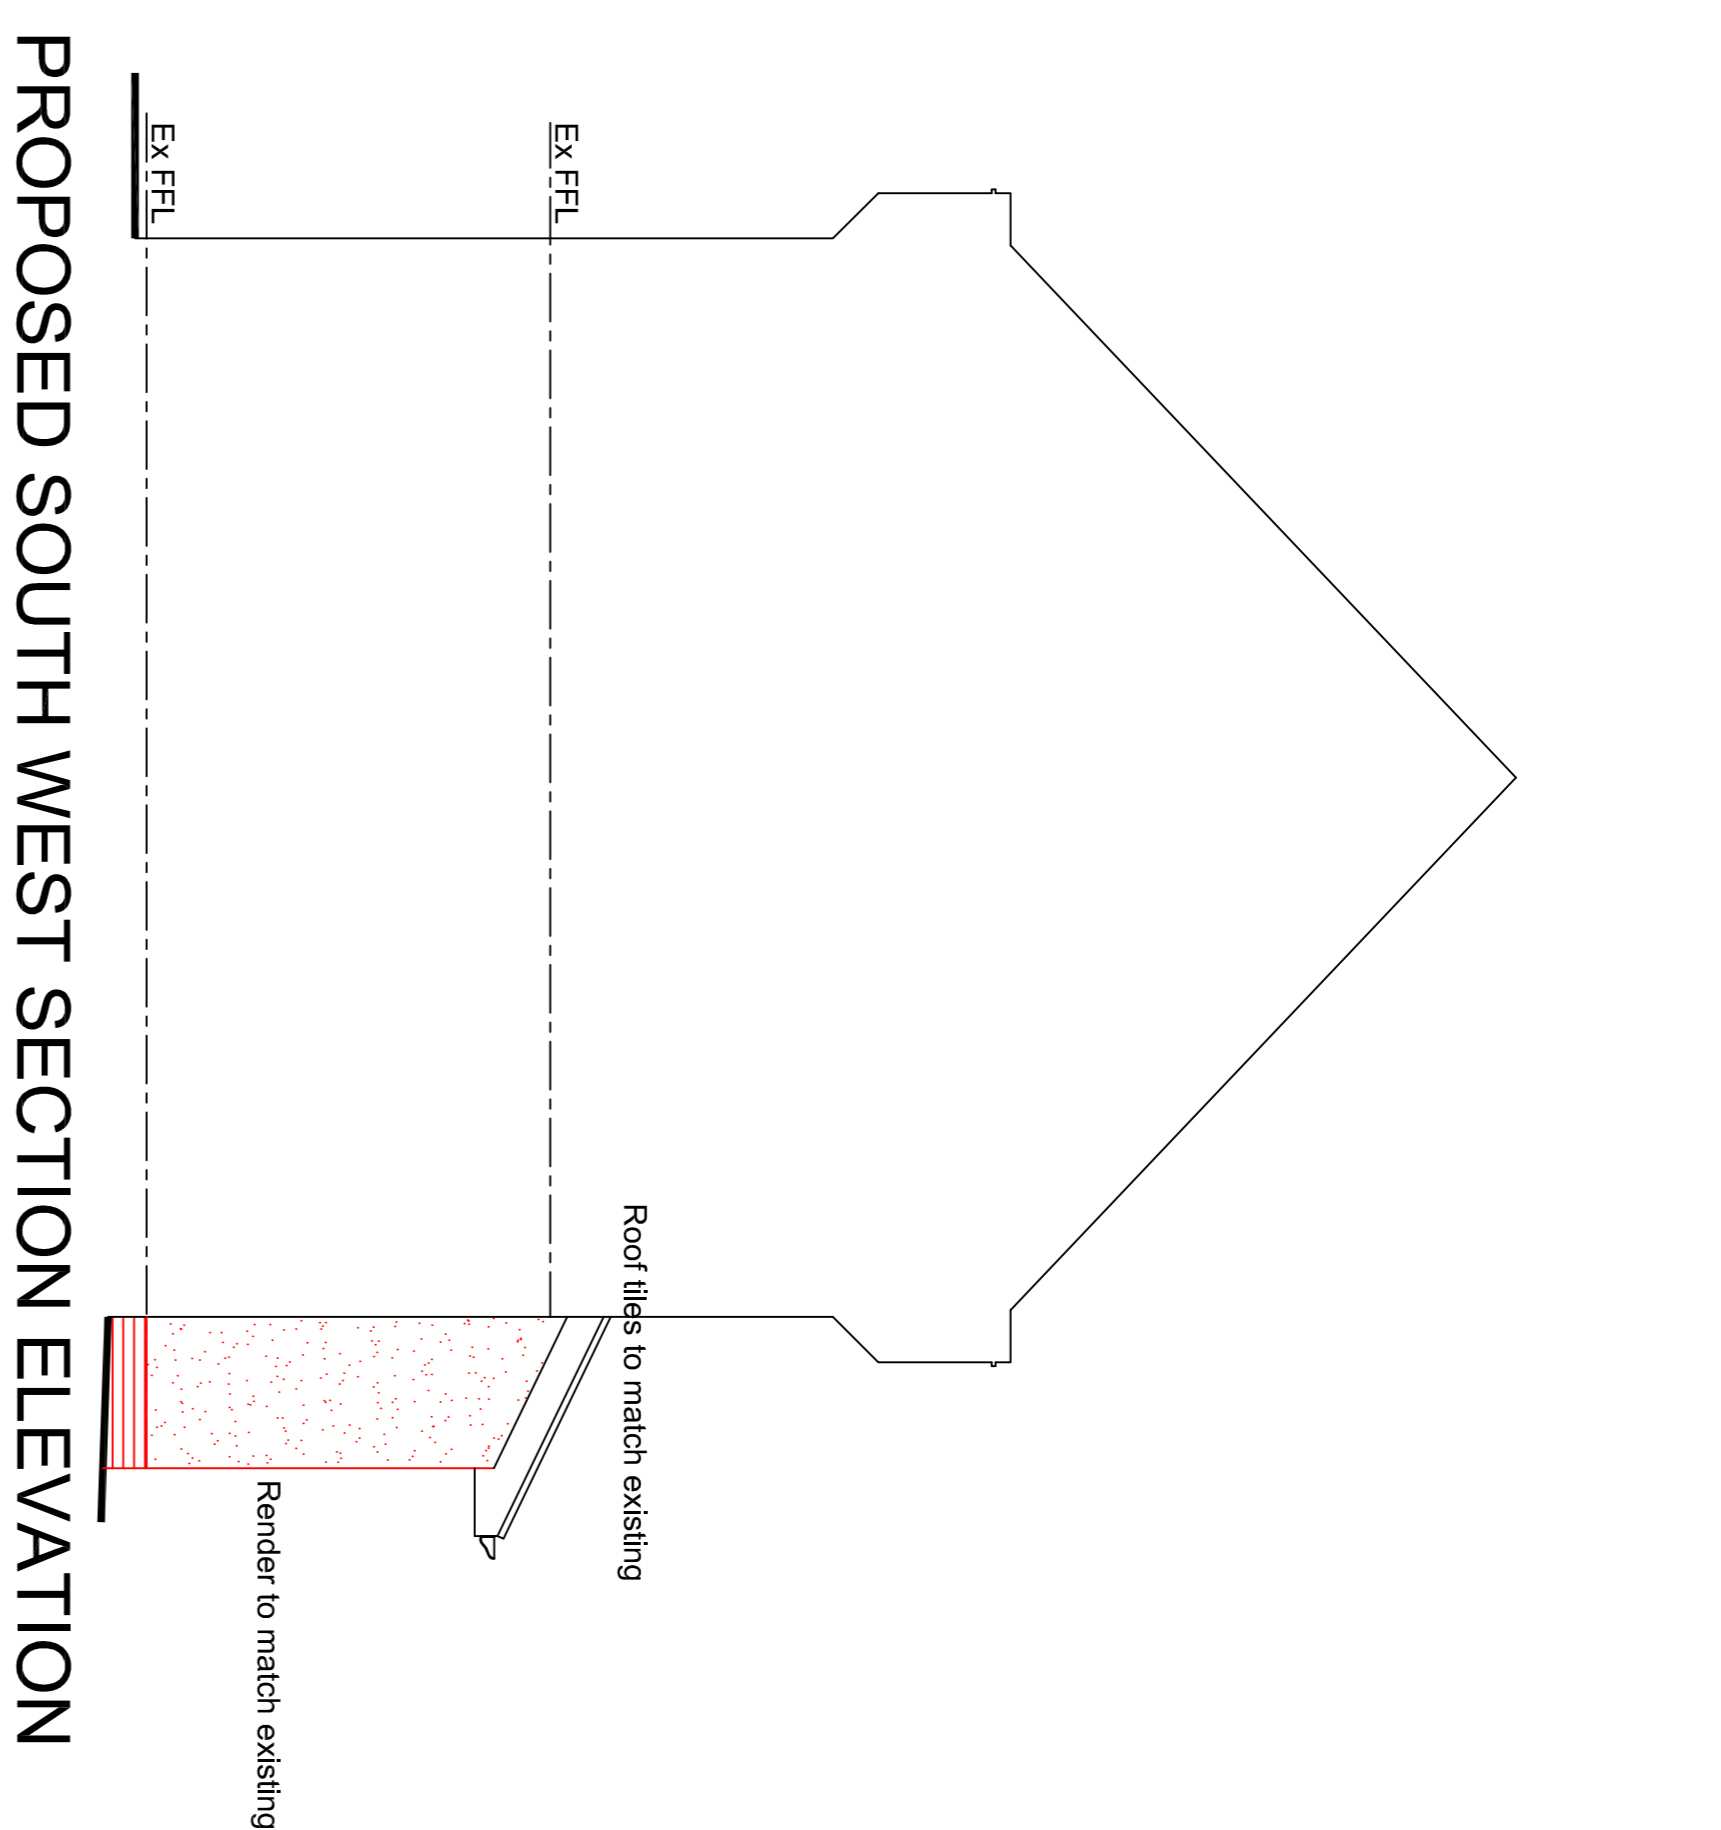 Roof tiles to match existing
Ex FFL
Render to match existing
Ex FFL
PROPOSED SOUTH WEST SECTION ELEVATION